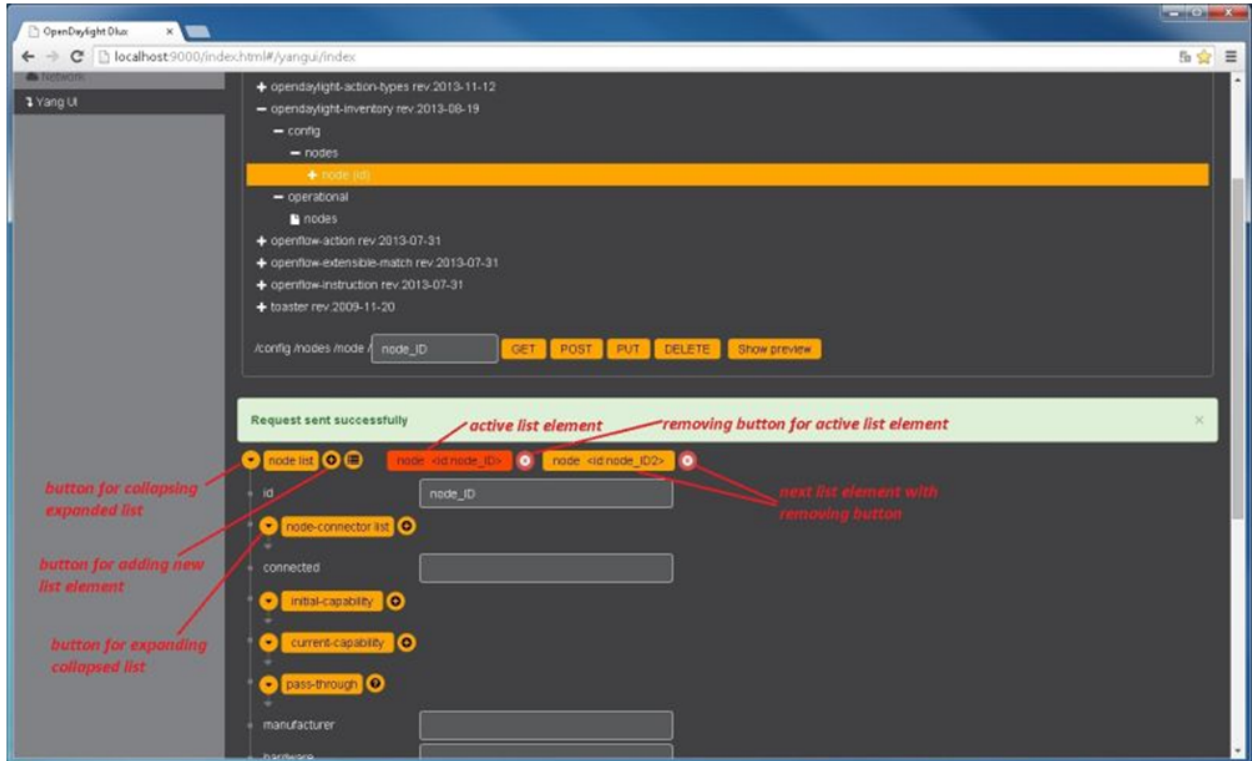 OpenDaylight Dlux
localhost:9000/index.html#/yangui/index
Network
Yang UI
opendaylight-action-types rev.2013-11-12
opendaylight-inventory rev.2013-08-19
config
nodes
node {id}
operational
nodes
openflow-action rev.2013-07-31
openflow-extensible-match rev.2013-07-31
openflow-instruction rev.2013-07-31
toaster rev.2009-11-20
/config /nodes /node / node_ID GET POST PUT DELETE Show preview
Request sent successfully
active list element
removing button for active list element
node list node <id:node_ID> node <id:node_ID2>
button for collapsing
expanded list
id node_ID
next list element with
removing button
node-connector list
button for adding new
list element
connected
initial-capability
button for expanding
collapsed list
current-capability
pass-through
manufacturer
hardware